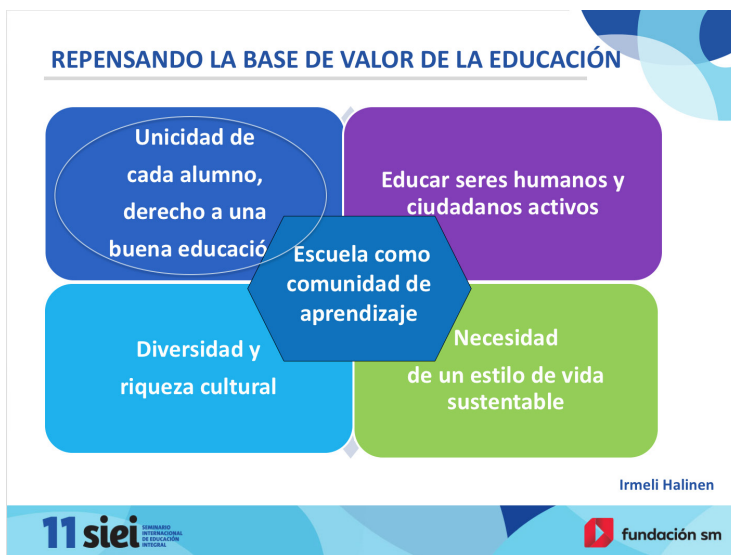 REPENSANDO LA BASE DE VALOR DE LA EDUCACIÓN
Unicidad de
cada alumno,
derecho a una
buena educació
Educar seres humanos y
ciudadanos activos
Escuela como
comunidad de
aprendizaje
Diversidad y
riqueza cultural
Necesidad
de un estilo de vida
sustentable
Irmeli Halinen
11 siei
SEMINARIO
INTERNACIONAL
DE EDUCACIÓN
INTEGRAL
fundación sm